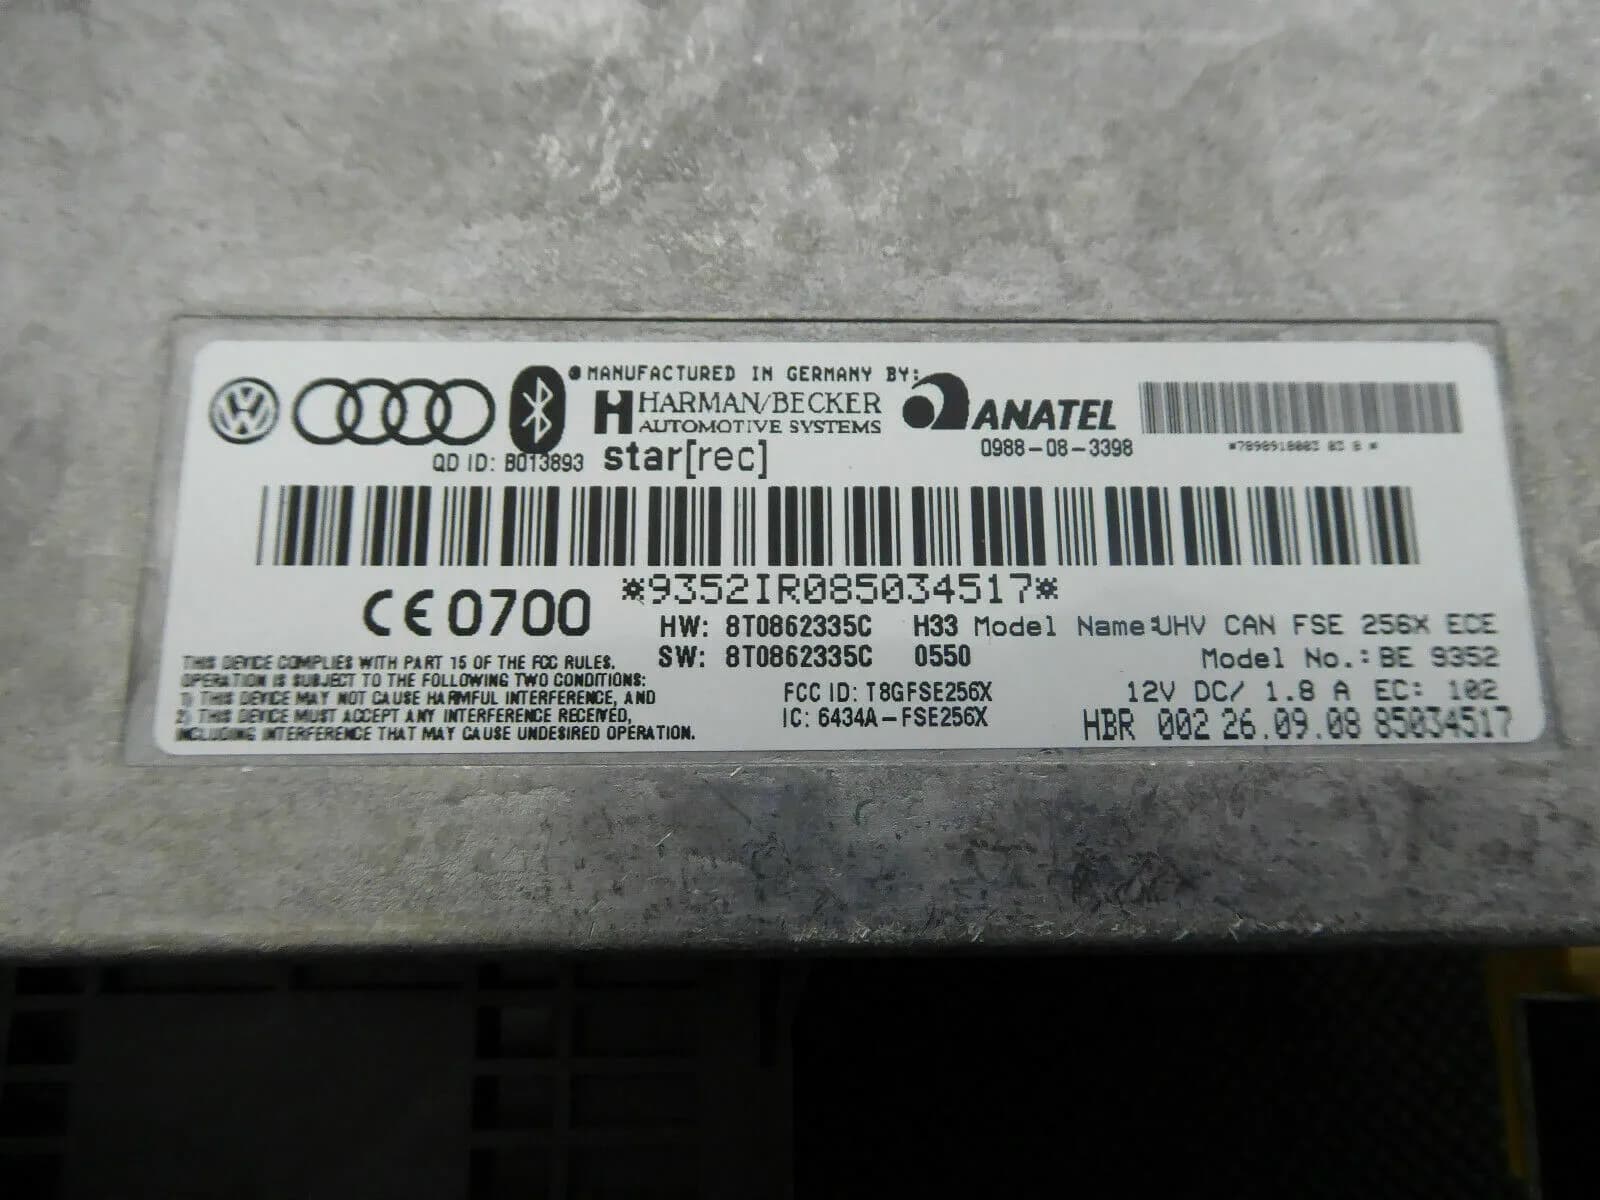 MANUFACTURED IN GERMANY BY:
HARMAN/BECKER
AUTOMOTIVE SYSTEMS
ANATEL
0988-08-3398
QD ID: B013893 star[rec]
*9352IR085034517*
CE 0700
HW: 8T0862335C H33 Model Name:UHV CAN FSE 256X ECE
SW: 8T0862335C 0550 Model No.: BE 9352
THIS DEVICE COMPLIES WITH PART 15 OF THE FCC RULES.
OPERATION IS SUBJECT TO THE FOLLOWING TWO CONDITIONS:
1) THIS DEVICE MAY NOT CAUSE HARMFUL INTERFERENCE, AND
2) THIS DEVICE MUST ACCEPT ANY INTERFERENCE RECEIVED,
INCLUDING INTERFERENCE THAT MAY CAUSE UNDESIRED OPERATION.
FCC ID: T8GFSE256X
IC: 6434A-FSE256X
12V DC/ 1.8 A EC: 102
HBR 002 26.09.08 85034517